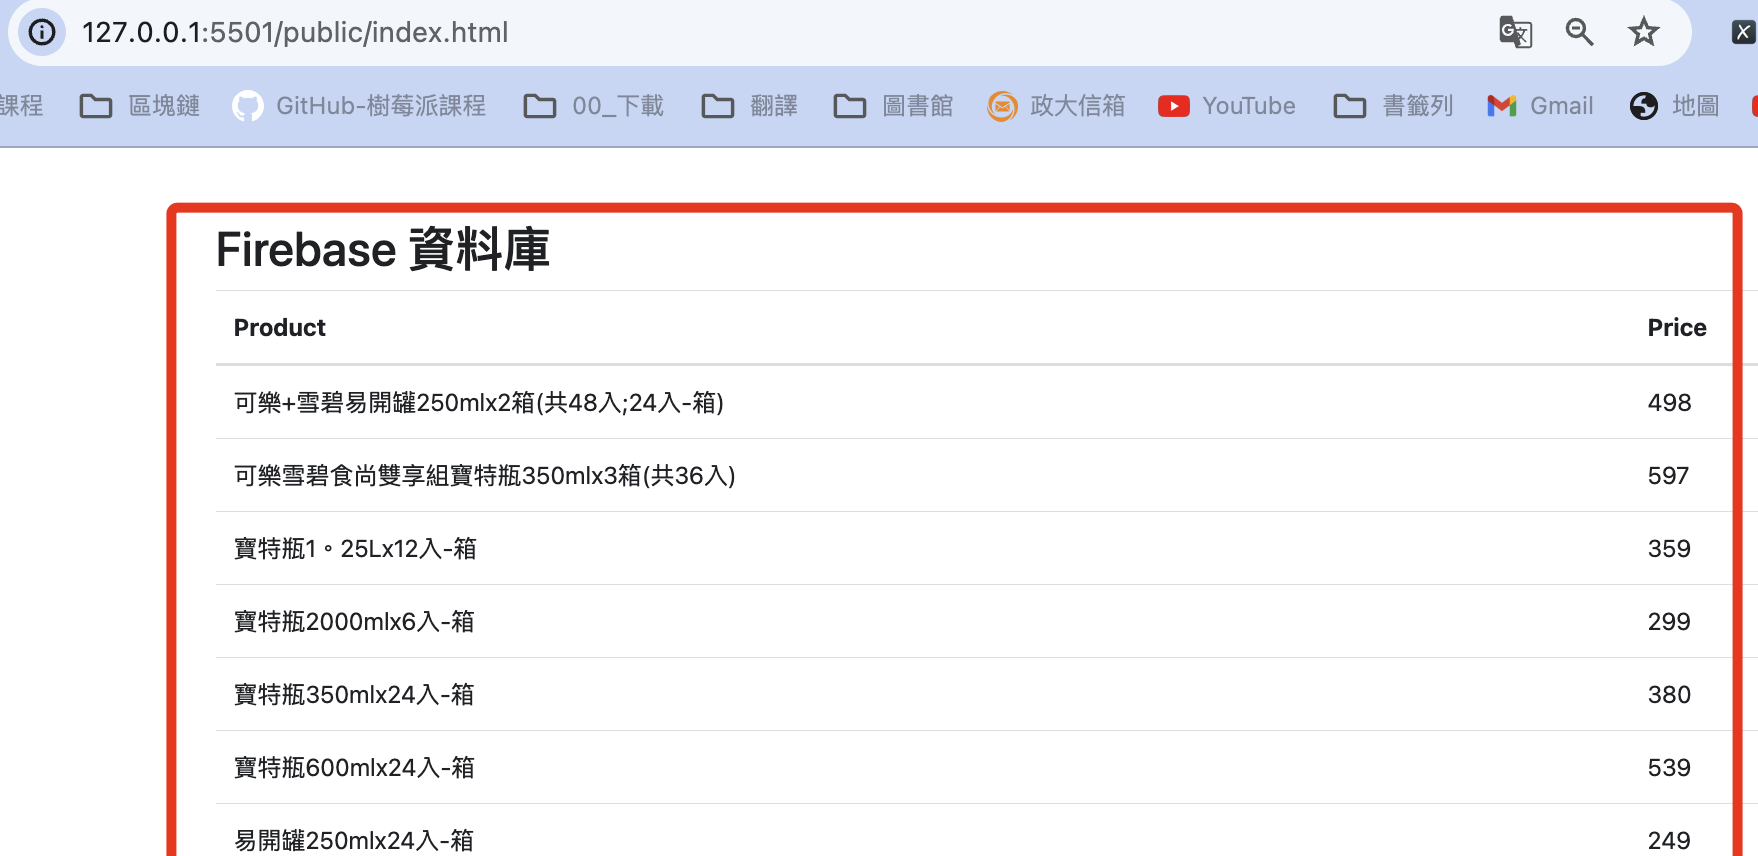 127.0.0.1:5501/public/index.html
課程 區塊鏈 GitHub-樹莓派課程 00_下載 翻譯 圖書館 政大信箱 YouTube 書籤列 Gmail 地圖
Firebase 資料庫
Product Price
可樂+雪碧易開罐250mlx2箱(共48入;24入-箱) 498
可樂雪碧食尚雙享組寶特瓶350mlx3箱(共36入) 597
寶特瓶1。25Lx12入-箱 359
寶特瓶2000mlx6入-箱 299
寶特瓶350mlx24入-箱 380
寶特瓶600mlx24入-箱 539
易開罐250mlx24入-箱 249